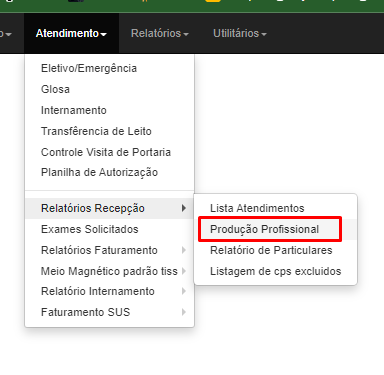 Atendimento Relatórios Utilitários
Eletivo/Emergência
Glosa
Internamento
Transfêrencia de Leito
Controle Visita de Portaria
Planilha de Autorização
Relatórios Recepção
Lista Atendimentos
Exames Solicitados
Produção Profissional
Relatórios Faturamento
Relatório de Particulares
Meio Magnético padrão tiss
Listagem de cps excluidos
Relatório Internamento
Faturamento SUS